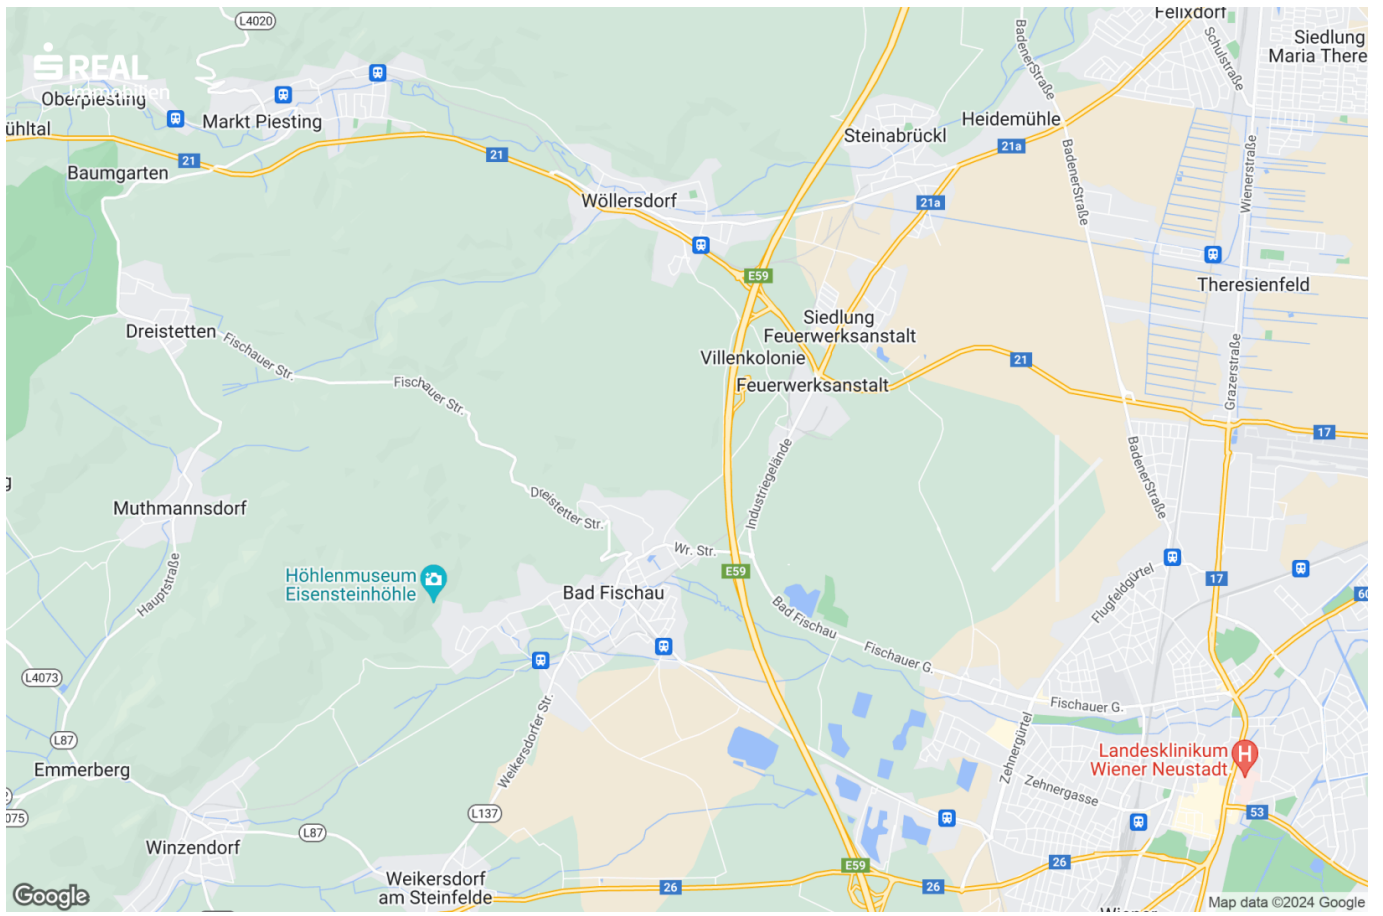 L4020
Felixdorf
Siedlung
Maria There
Schulstraße
BadenerStraße
S REAL
Immobilien
Oberpiesting
Markt Piesting
ühltal
21
21
Baumgarten
Steinabrückl
Heidemühle
21a
BadenerStraße
Wienerstraße
Wöllersdorf
21a
E59
Theresienfeld
Dreistetten
Fischauer Str.
Siedlung
Feuerwerksanstalt
Villenkolonie
Feuerwerksanstalt
21
Grazerstraße
Fischauer Str.
17
BadenerStraße
Industriegelände
g
Muthmannsdorf
Dreistetter Str.
Wr. Str.
E59
Hauptstraße
Höhlenmuseum
Eisensteinhöhle
Bad Fischau
Bad Fischau
Flugfeldgürtel
17
60
Fischauer G.
L4073
Fischauer G.
L87
Weikersdorfer Str.
Zehnergürtel
Landesklinikum
Wiener Neustadt
Emmerberg
Zehnergasse
075
L137
53
L87
Winzendorf
E59
26
Weikersdorf
am Steinfelde
26
26
Google
Map data ©2024 Google
Wiener